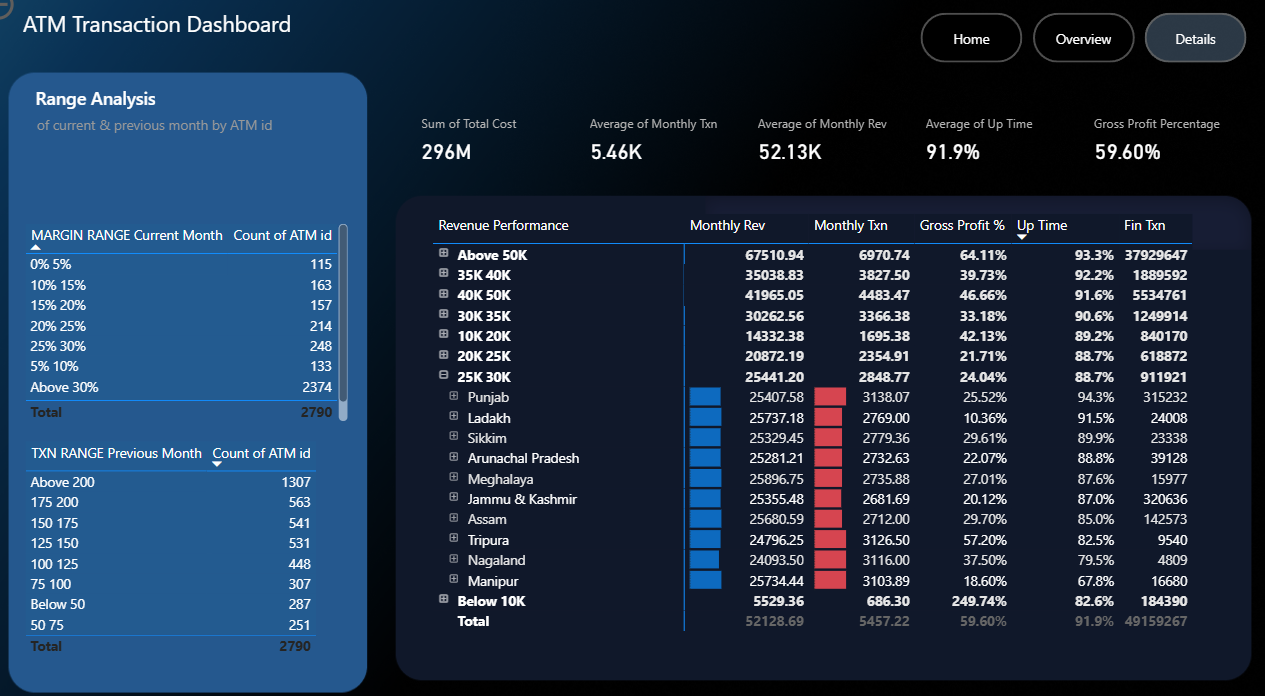 ATM Transaction Dashboard
Home Overview Details
Range Analysis
of current & previous month by ATM id
Sum of Total Cost Average of Monthly Txn Average of Monthly Rev Average of Up Time Gross Profit Percentage
296M 5.46K 52.13K 91.9% 59.60%
MARGIN RANGE Current Month Count of ATM id
0% 5% 115
10% 15% 163
15% 20% 157
20% 25% 214
25% 30% 248
5% 10% 133
Above 30% 2374
Total 2790
TXN RANGE Previous Month Count of ATM id
Above 200 1307
175 200 563
150 175 541
125 150 531
100 125 448
75 100 307
Below 50 287
50 75 251
Total 2790
Revenue Performance Monthly Rev Monthly Txn Gross Profit % Up Time Fin Txn
Above 50K 67510.94 6970.74 64.11% 93.3% 37929647
35K 40K 35038.83 3827.50 39.73% 92.2% 1889592
40K 50K 41965.05 4483.47 46.66% 91.6% 5534761
30K 35K 30262.56 3366.38 33.18% 90.6% 1249914
10K 20K 14332.38 1695.38 42.13% 89.2% 840170
20K 25K 20872.19 2354.91 21.71% 88.7% 618872
25K 30K 25441.20 2848.77 24.04% 88.7% 911921
Punjab 25407.58 3138.07 25.52% 94.3% 315232
Ladakh 25737.18 2769.00 10.36% 91.5% 24008
Sikkim 25329.45 2779.36 29.61% 89.9% 23338
Arunachal Pradesh 25281.21 2732.63 22.07% 88.8% 39128
Meghalaya 25896.75 2735.88 27.01% 87.6% 15977
Jammu & Kashmir 25355.48 2681.69 20.12% 87.0% 320636
Assam 25680.59 2712.00 29.70% 85.0% 142573
Tripura 24796.25 3126.50 57.20% 82.5% 9540
Nagaland 24093.50 3116.00 37.50% 79.5% 4809
Manipur 25734.44 3103.89 18.60% 67.8% 16680
Below 10K 5529.36 686.30 249.74% 82.6% 184390
Total 52128.69 5457.22 59.60% 91.9% 49159267